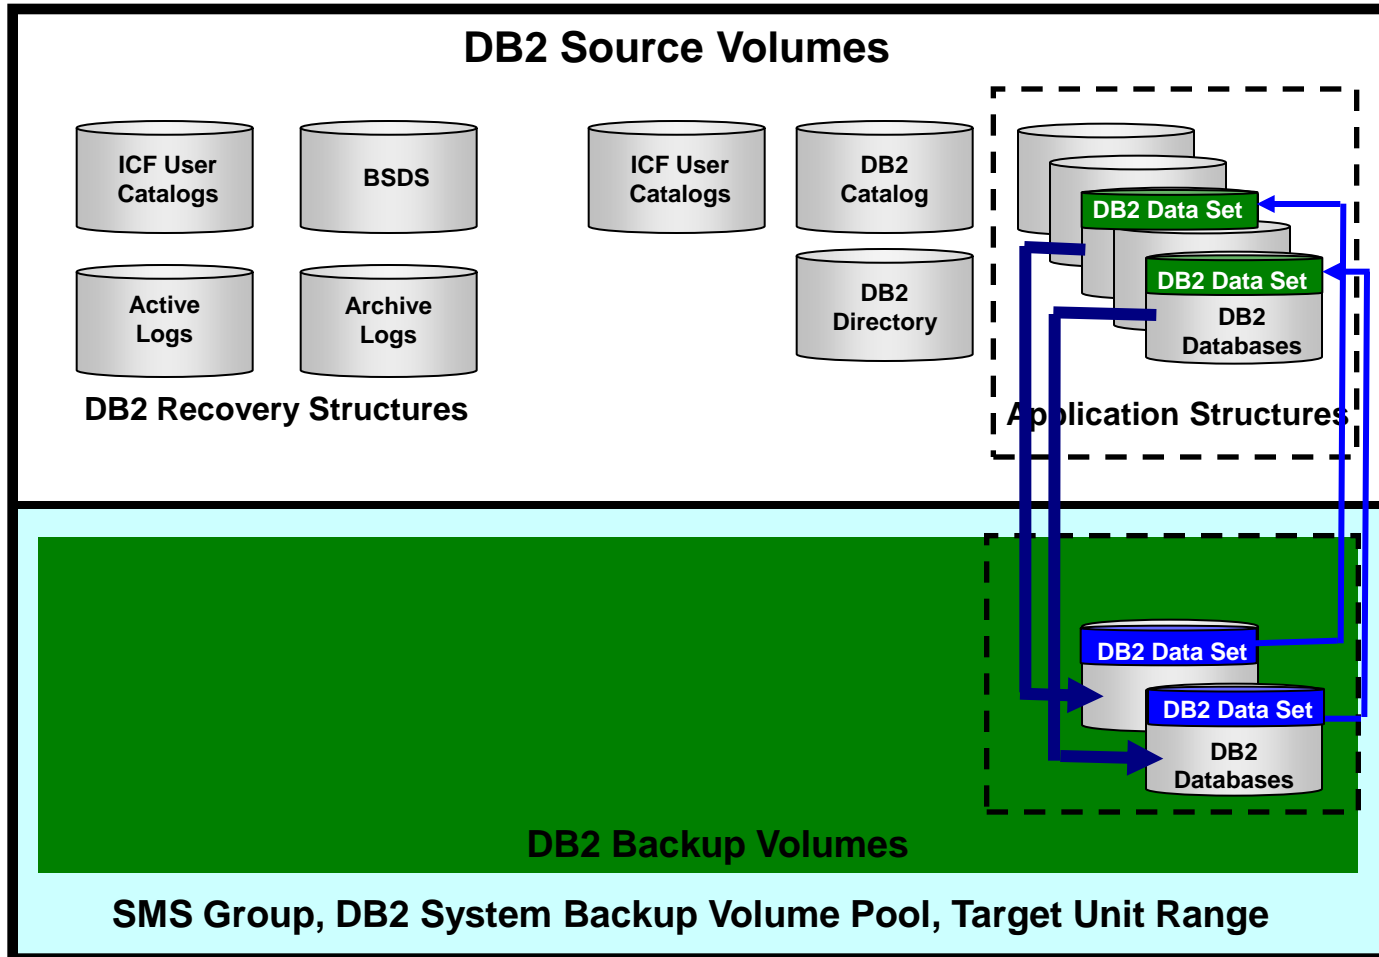 DB2 Source Volumes
ICF User
Catalogs
BSDS
ICF User
Catalogs
DB2
Catalog
DB2 Data Set
Active
Logs
Archive
Logs
DB2
Directory
DB2 Data Set
DB2
Databases
DB2 Recovery Structures
Application Structures
DB2 Data Set
DB2 Data Set
DB2
Databases
DB2 Backup Volumes
SMS Group, DB2 System Backup Volume Pool, Target Unit Range